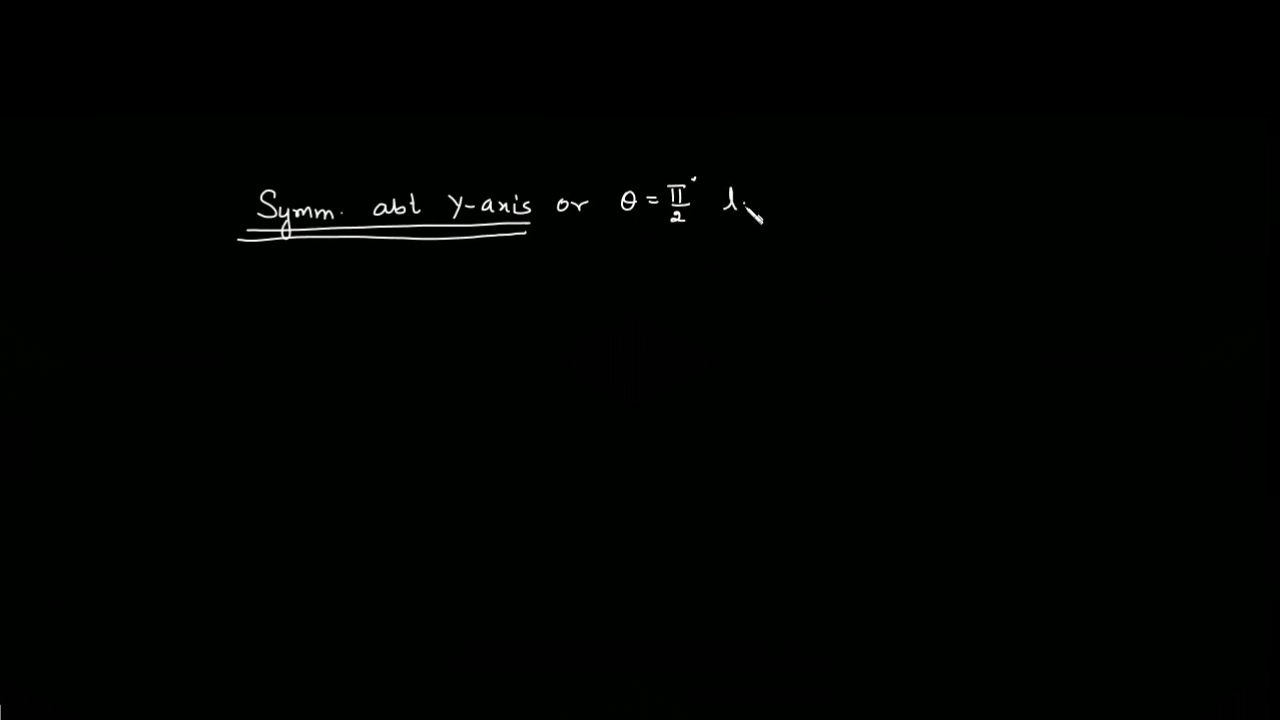 Symm. abt Y-axis or θ = π/2 l